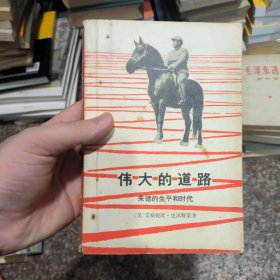 伟大的道路
朱德的生平和时代
〔美〕艾格妮丝·史沫特莱著
毛泽东选